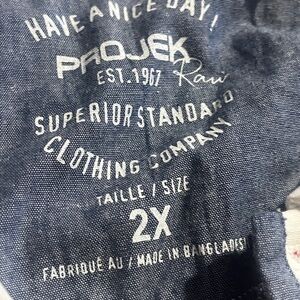 HAVE A NICE DAY!
PROJEK
EST. 1967 Raw
SUPERIOR STANDARD
CLOTHING COMPANY
TAILLE / SIZE
2X
FABRIQUÉ AU / MADE IN BANGLADESH